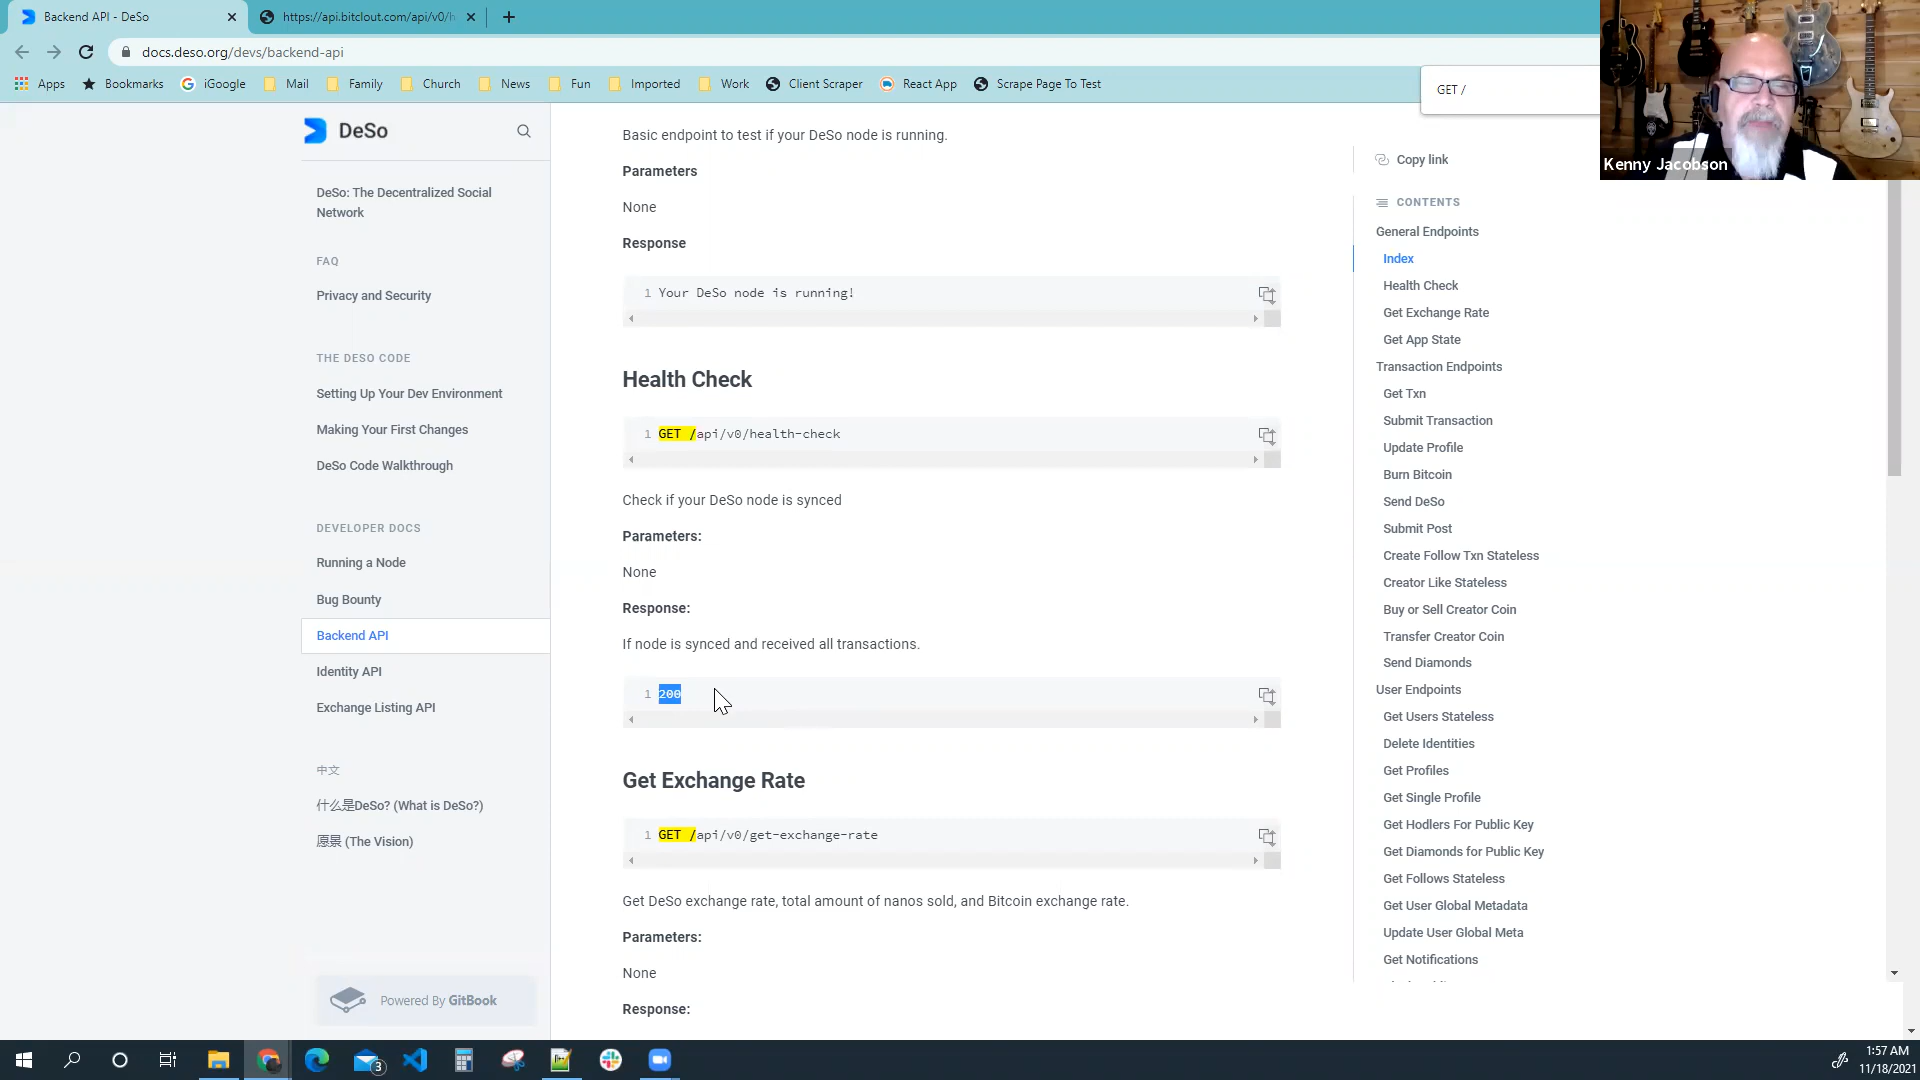 Backend API - DeSo
https://api.bitclout.com/api/v0/h
docs.deso.org/devs/backend-api
Apps
Bookmarks
iGoogle
Mail
Family
Church
News
Fun
Imported
Work
Client Scraper
React App
Scrape Page To Test
GET /
Kenny Jacobson
DeSo
DeSo: The Decentralized Social
Network
FAQ
Privacy and Security
THE DESO CODE
Setting Up Your Dev Environment
Making Your First Changes
DeSo Code Walkthrough
DEVELOPER DOCS
Running a Node
Bug Bounty
Backend API
Identity API
Exchange Listing API
中文
什么是DeSo? (What is DeSo?)
愿景 (The Vision)
Powered By GitBook
Basic endpoint to test if your DeSo node is running.
Parameters
None
Response
1 Your DeSo node is running!
Health Check
1 GET /api/v0/health-check
Check if your DeSo node is synced
Parameters:
None
Response:
If node is synced and received all transactions.
1 200
Get Exchange Rate
1 GET /api/v0/get-exchange-rate
Get DeSo exchange rate, total amount of nanos sold, and Bitcoin exchange rate.
Parameters:
None
Response:
Copy link
CONTENTS
General Endpoints
Index
Health Check
Get Exchange Rate
Get App State
Transaction Endpoints
Get Txn
Submit Transaction
Update Profile
Burn Bitcoin
Send DeSo
Submit Post
Create Follow Txn Stateless
Creator Like Stateless
Buy or Sell Creator Coin
Transfer Creator Coin
Send Diamonds
User Endpoints
Get Users Stateless
Delete Identities
Get Profiles
Get Single Profile
Get Hodlers For Public Key
Get Diamonds for Public Key
Get Follows Stateless
Get User Global Metadata
Update User Global Meta
Get Notifications
3
1:57 AM
11/18/2021